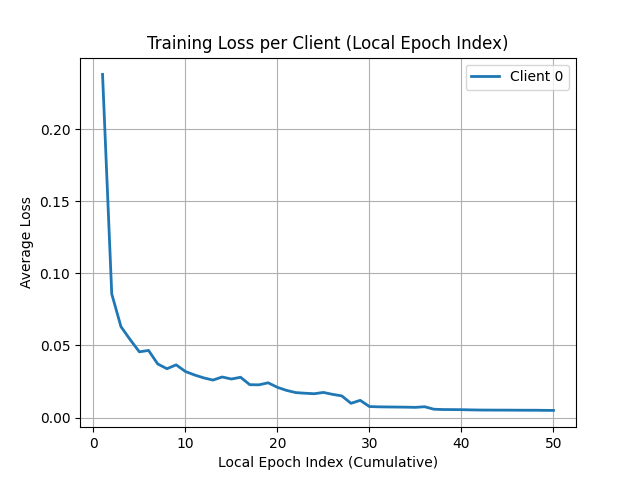 Training Loss per Client (Local Epoch Index)
Client 0
Average Loss
0.20
0.15
0.10
0.05
0.00
0 10 20 30 40 50
Local Epoch Index (Cumulative)